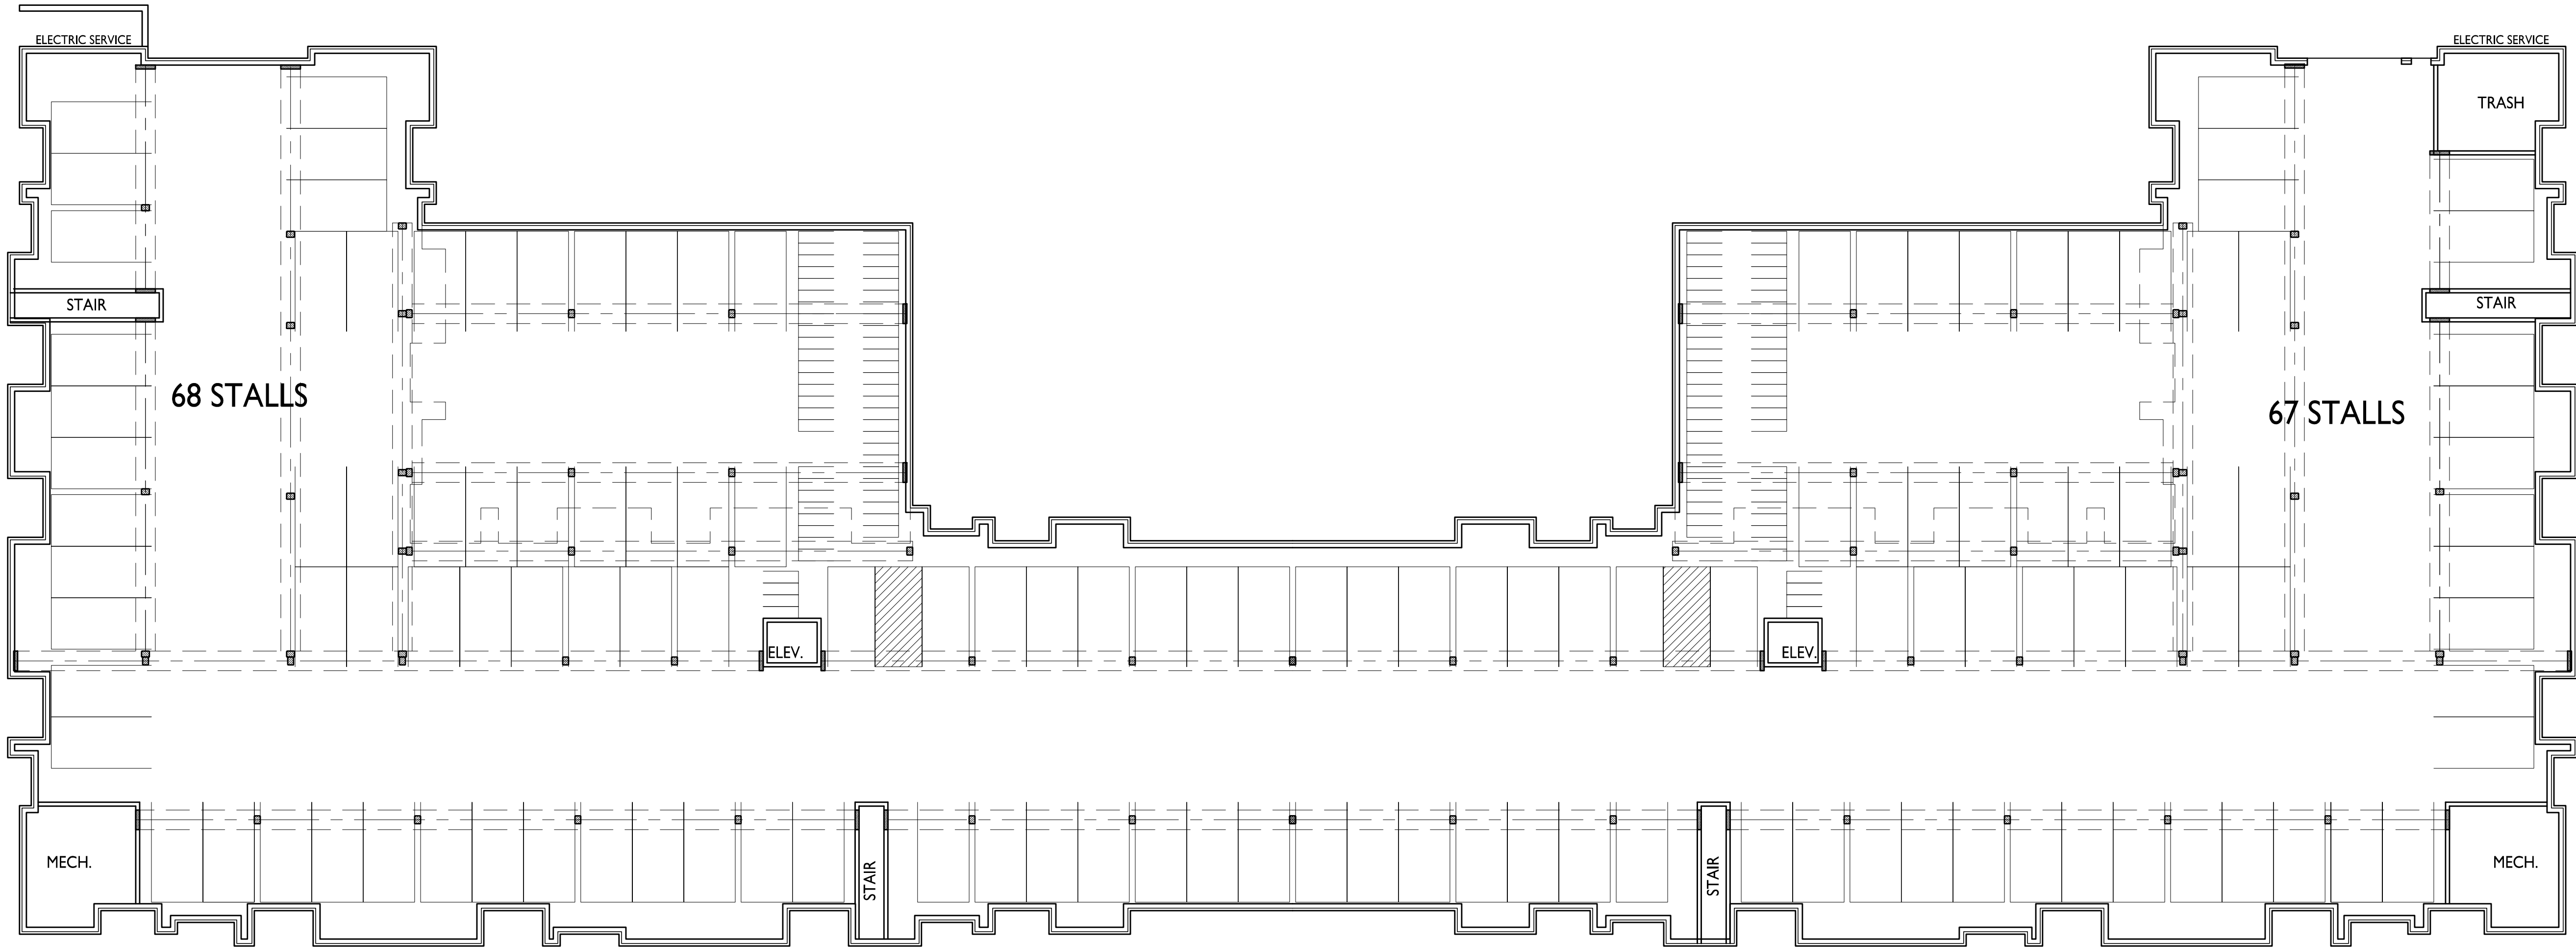 ELECTRIC SERVICE
ELECTRIC SERVICE
TRASH
STAIR
STAIR
68 STALLS
67 STALLS
ELEV.
ELEV.
MECH.
STAIR
STAIR
MECH.